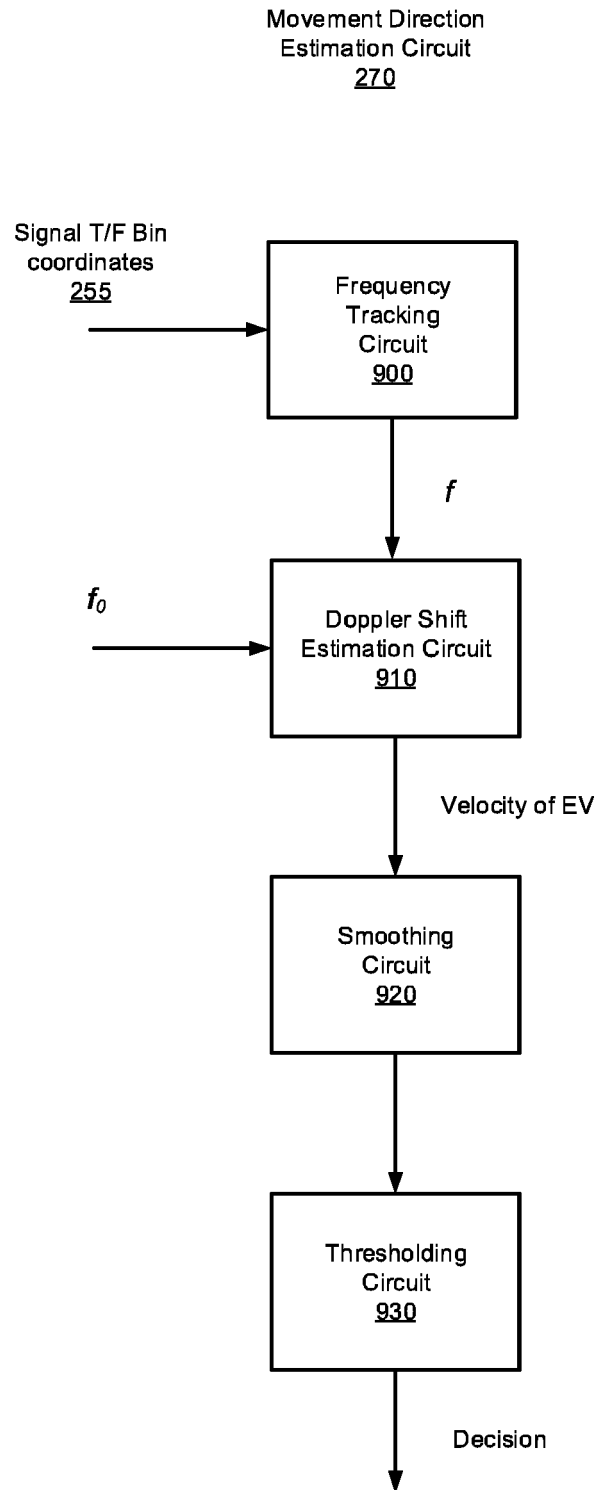 Movement Direction
Estimation Circuit
270
Signal T/F Bin
coordinates
255
Frequency
Tracking
Circuit
900
f
f0
Doppler Shift
Estimation Circuit
910
Velocity of EV
Smoothing
Circuit
920
Thresholding
Circuit
930
Decision